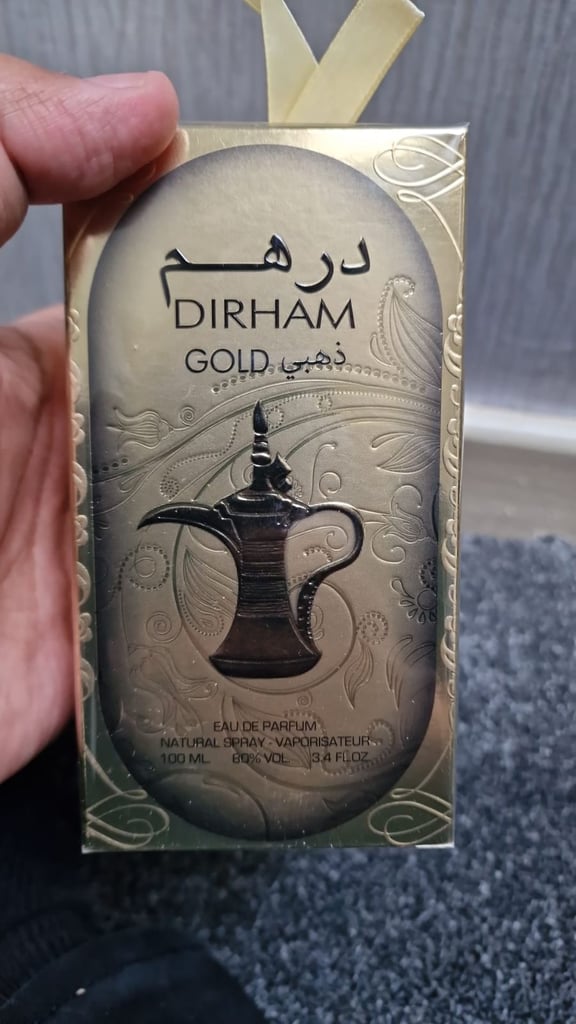 درهم
DIRHAM
GOLD ذهبي
EAU DE PARFUM
NATURAL SPRAY - VAPORISATEUR
100 ML 80% VOL. 3.4 FL.OZ.